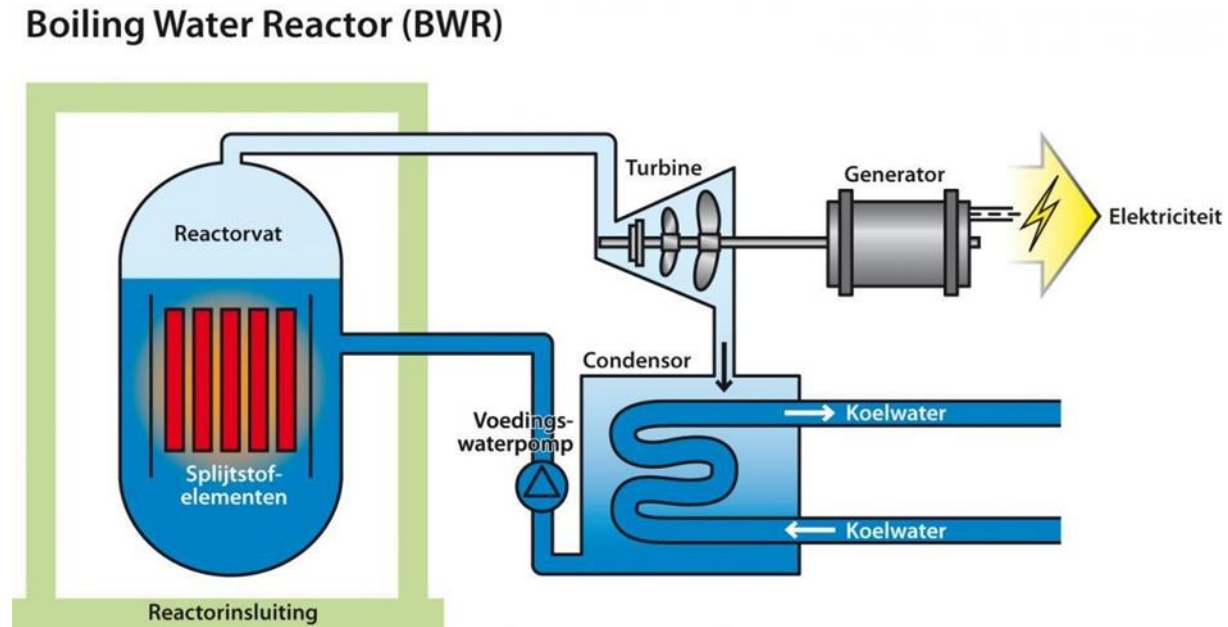 Boiling Water Reactor (BWR)
Turbine
Generator
Elektriciteit
Reactorvat
Condensor
Koelwater
Voedings-
waterpomp
Splijtstof-
elementen
Koelwater
Reactorinsluiting